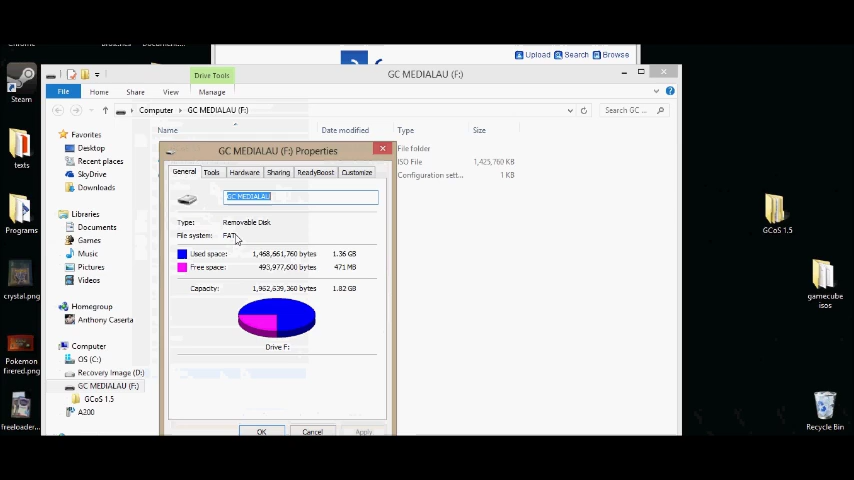 Upload Search Browse
Steam
Drive Tools
GC MEDIALAU (F:)
File Home Share View Manage
Computer GC MEDIALAU (F:)
Search GC ...
Name Date modified Type Size
File folder
ISO File 1,425,760 KB
Configuration sett... 1 KB
Favorites
Desktop
Recent places
SkyDrive
Downloads
Libraries
Documents
Games
Music
Pictures
Videos
Homegroup
Anthony Caserta
Computer
OS (C:)
Recovery Image (D:)
GC MEDIALAU (F:)
GCoS 1.5
A200
GC MEDIALAU (F:) Properties
General Tools Hardware Sharing ReadyBoost Customize
GC MEDIALAU
Type: Removable Disk
File system: FAT
Used space: 1,468,661,760 bytes 1.36 GB
Free space: 493,977,600 bytes 471 MB
Capacity: 1,962,639,360 bytes 1.82 GB
Drive F:
OK Cancel Apply
texts
Programs
crystal.png
Pokemon
firered.png
freeloader...
GCoS 1.5
gamecube
isos
Recycle Bin